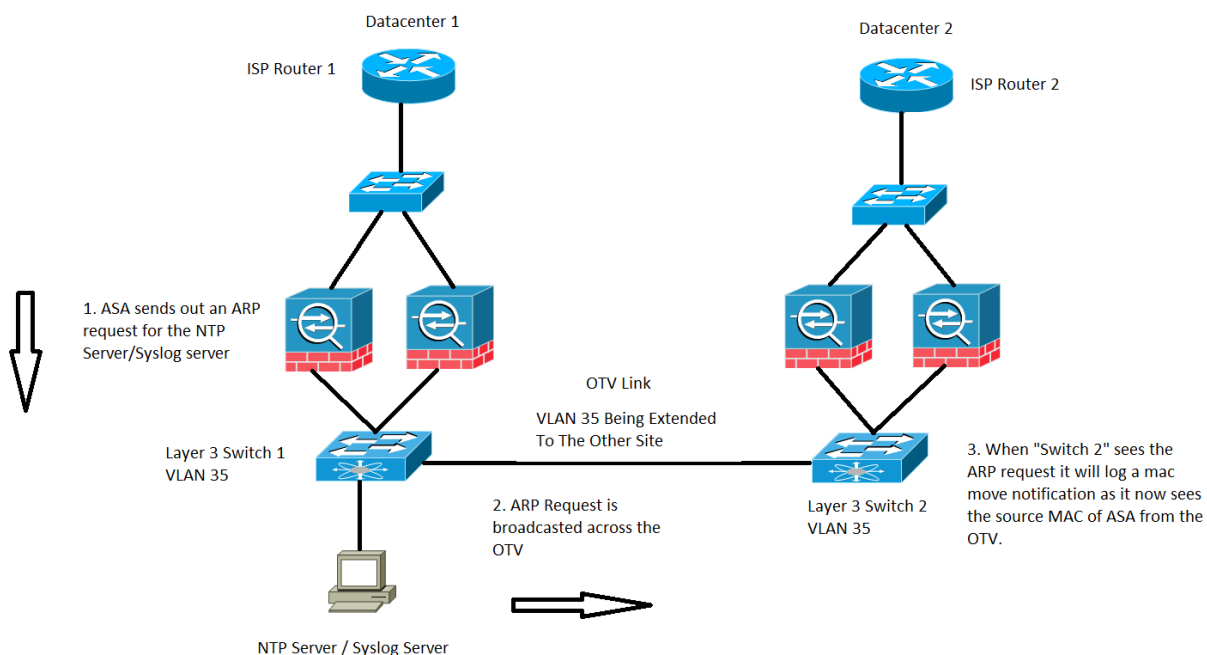 Datacenter 1
Datacenter 2
ISP Router 1
ISP Router 2
1. ASA sends out an ARP
request for the NTP
Server/Syslog server
OTV Link
VLAN 35 Being Extended
To The Other Site
Layer 3 Switch 1
VLAN 35
2. ARP Request is
broadcasted across the
OTV
Layer 3 Switch 2
VLAN 35
3. When "Switch 2" sees the
ARP request it will log a mac
move notification as it now sees
the source MAC of ASA from the
OTV.
NTP Server / Syslog Server